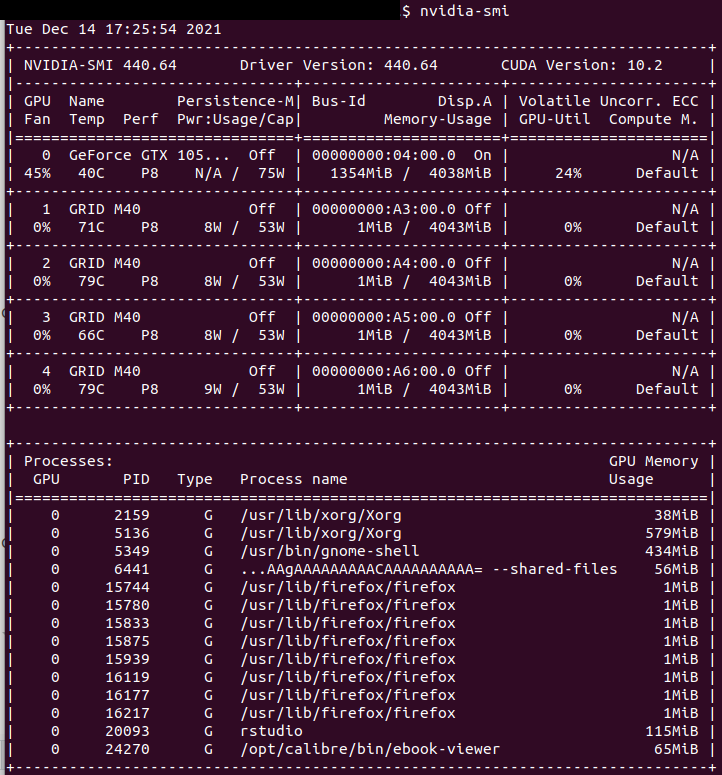 $ nvidia-smi
Tue Dec 14 17:25:54 2021
+-----------------------------------------------------------------------------+
| NVIDIA-SMI 440.64       Driver Version: 440.64       CUDA Version: 10.2     |
|-------------------------------+----------------------+----------------------+
| GPU  Name        Persistence-M| Bus-Id        Disp.A | Volatile Uncorr. ECC |
| Fan  Temp  Perf  Pwr:Usage/Cap|         Memory-Usage | GPU-Util  Compute M. |
|===============================+======================+======================|
|   0  GeForce GTX 105...  Off  | 00000000:04:00.0  On |                  N/A |
| 45%   40C    P8    N/A /  75W |   1354MiB /  4038MiB |     24%      Default |
+-------------------------------+----------------------+----------------------+
|   1  GRID M40            Off  | 00000000:A3:00.0 Off |                  N/A |
|  0%   71C    P8     8W /  53W |      1MiB /  4043MiB |      0%      Default |
+-------------------------------+----------------------+----------------------+
|   2  GRID M40            Off  | 00000000:A4:00.0 Off |                  N/A |
|  0%   79C    P8     8W /  53W |      1MiB /  4043MiB |      0%      Default |
+-------------------------------+----------------------+----------------------+
|   3  GRID M40            Off  | 00000000:A5:00.0 Off |                  N/A |
|  0%   66C    P8     8W /  53W |      1MiB /  4043MiB |      0%      Default |
+-------------------------------+----------------------+----------------------+
|   4  GRID M40            Off  | 00000000:A6:00.0 Off |                  N/A |
|  0%   79C    P8     9W /  53W |      1MiB /  4043MiB |      0%      Default |
+-------------------------------+----------------------+----------------------+

+-----------------------------------------------------------------------------+
| Processes:                                                       GPU Memory |
|  GPU       PID   Type   Process name                             Usage      |
|=============================================================================|
|    0      2159      G   /usr/lib/xorg/Xorg                            38MiB |
|    0      5136      G   /usr/lib/xorg/Xorg                           579MiB |
|    0      5349      G   /usr/bin/gnome-shell                         434MiB |
|    0      6441      G   ...AAgAAAAAAAAACAAAAAAAAAA= --shared-files    56MiB |
|    0     15744      G   /usr/lib/firefox/firefox                       1MiB |
|    0     15780      G   /usr/lib/firefox/firefox                       1MiB |
|    0     15833      G   /usr/lib/firefox/firefox                       1MiB |
|    0     15875      G   /usr/lib/firefox/firefox                       1MiB |
|    0     15939      G   /usr/lib/firefox/firefox                       1MiB |
|    0     16119      G   /usr/lib/firefox/firefox                       1MiB |
|    0     16177      G   /usr/lib/firefox/firefox                       1MiB |
|    0     16217      G   /usr/lib/firefox/firefox                       1MiB |
|    0     20093      G   rstudio                                      115MiB |
|    0     24270      G   /opt/calibre/bin/ebook-viewer                 65MiB |
+-----------------------------------------------------------------------------+